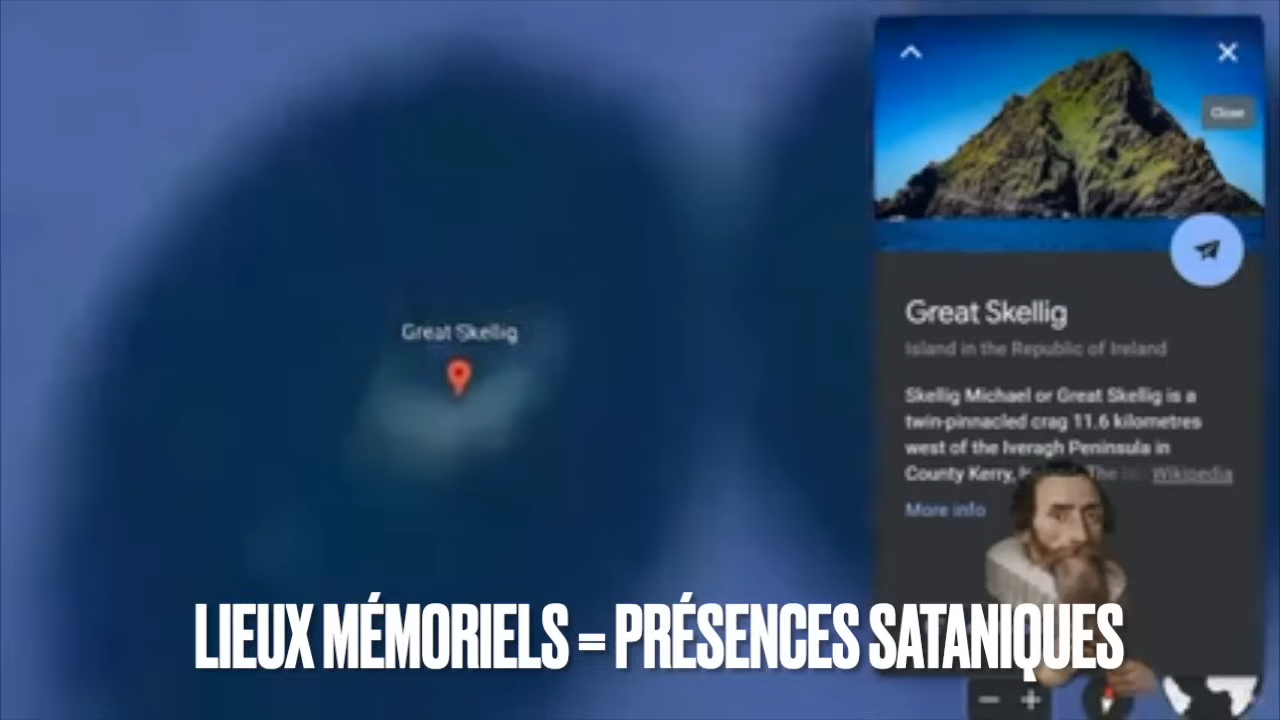 Close
Great Skellig
Great Skellig
Island in the Republic of Ireland
Skellig Michael or Great Skellig is a
twin-pinnacled crag 11.6 kilometres
west of the Iveragh Peninsula in
County Kerry, The Wikipedia
More info
LIEUX MÉMORIELS = PRÉSENCES SATANIQUES